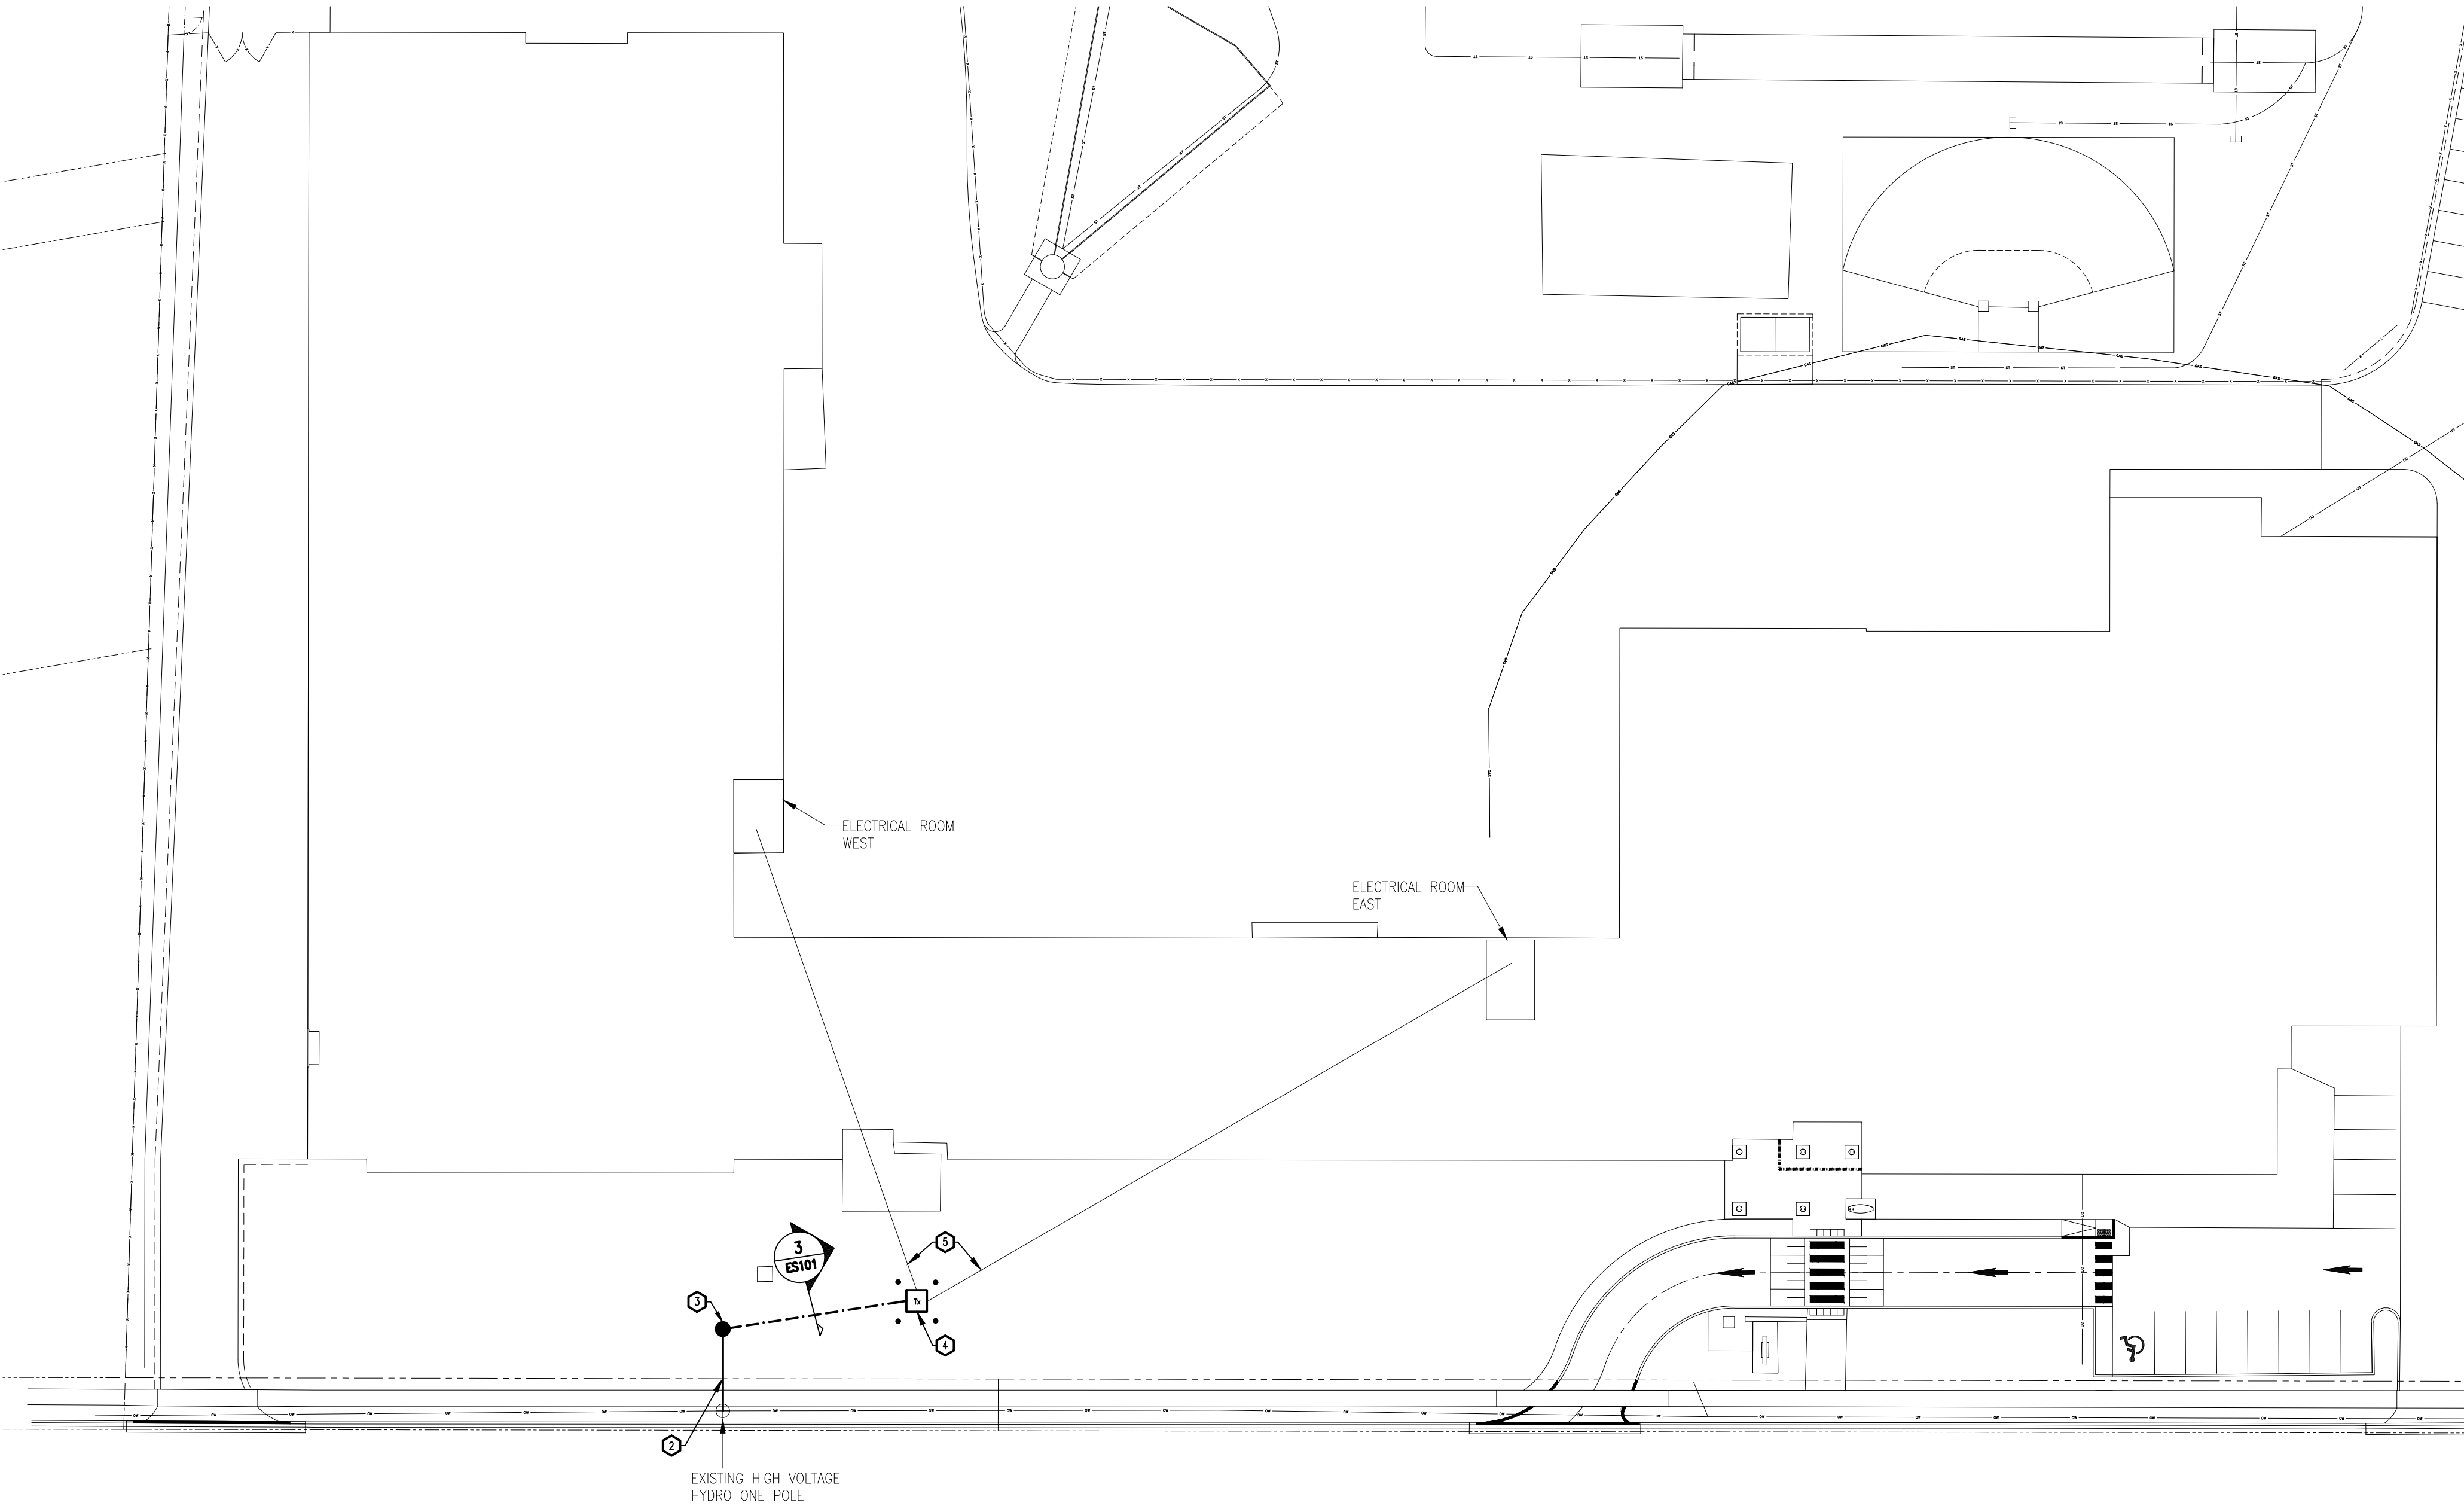 ELECTRICAL ROOM
WEST
ELECTRICAL ROOM
EAST
3
ES101
5
3
Tx
4
2
EXISTING HIGH VOLTAGE
HYDRO ONE POLE